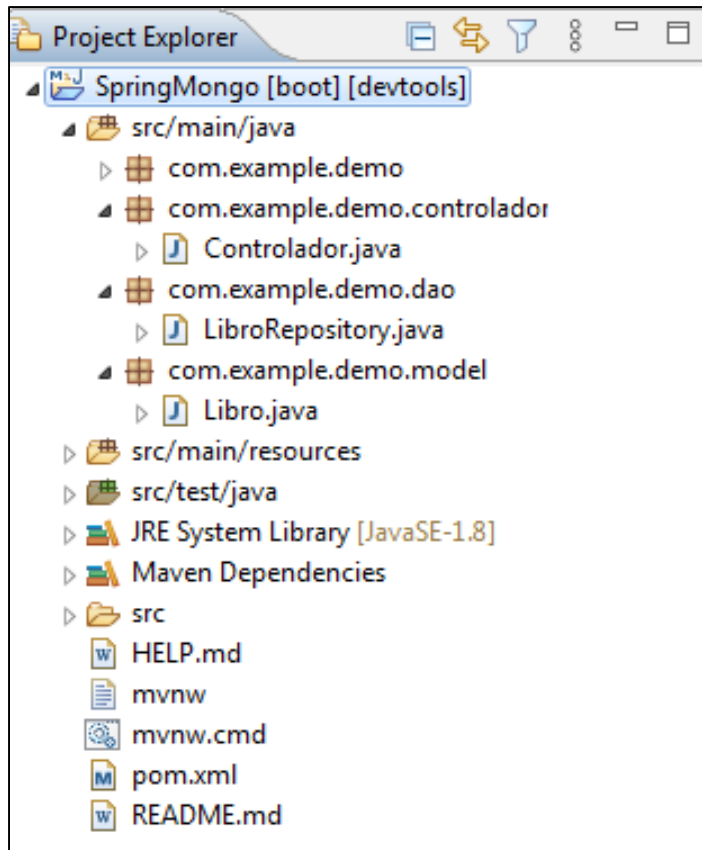 Project Explorer
SpringMongo [boot] [devtools]
src/main/java
com.example.demo
com.example.demo.controlador
Controlador.java
com.example.demo.dao
LibroRepository.java
com.example.demo.model
Libro.java
src/main/resources
src/test/java
JRE System Library [JavaSE-1.8]
Maven Dependencies
src
HELP.md
mvnw
mvnw.cmd
pom.xml
README.md